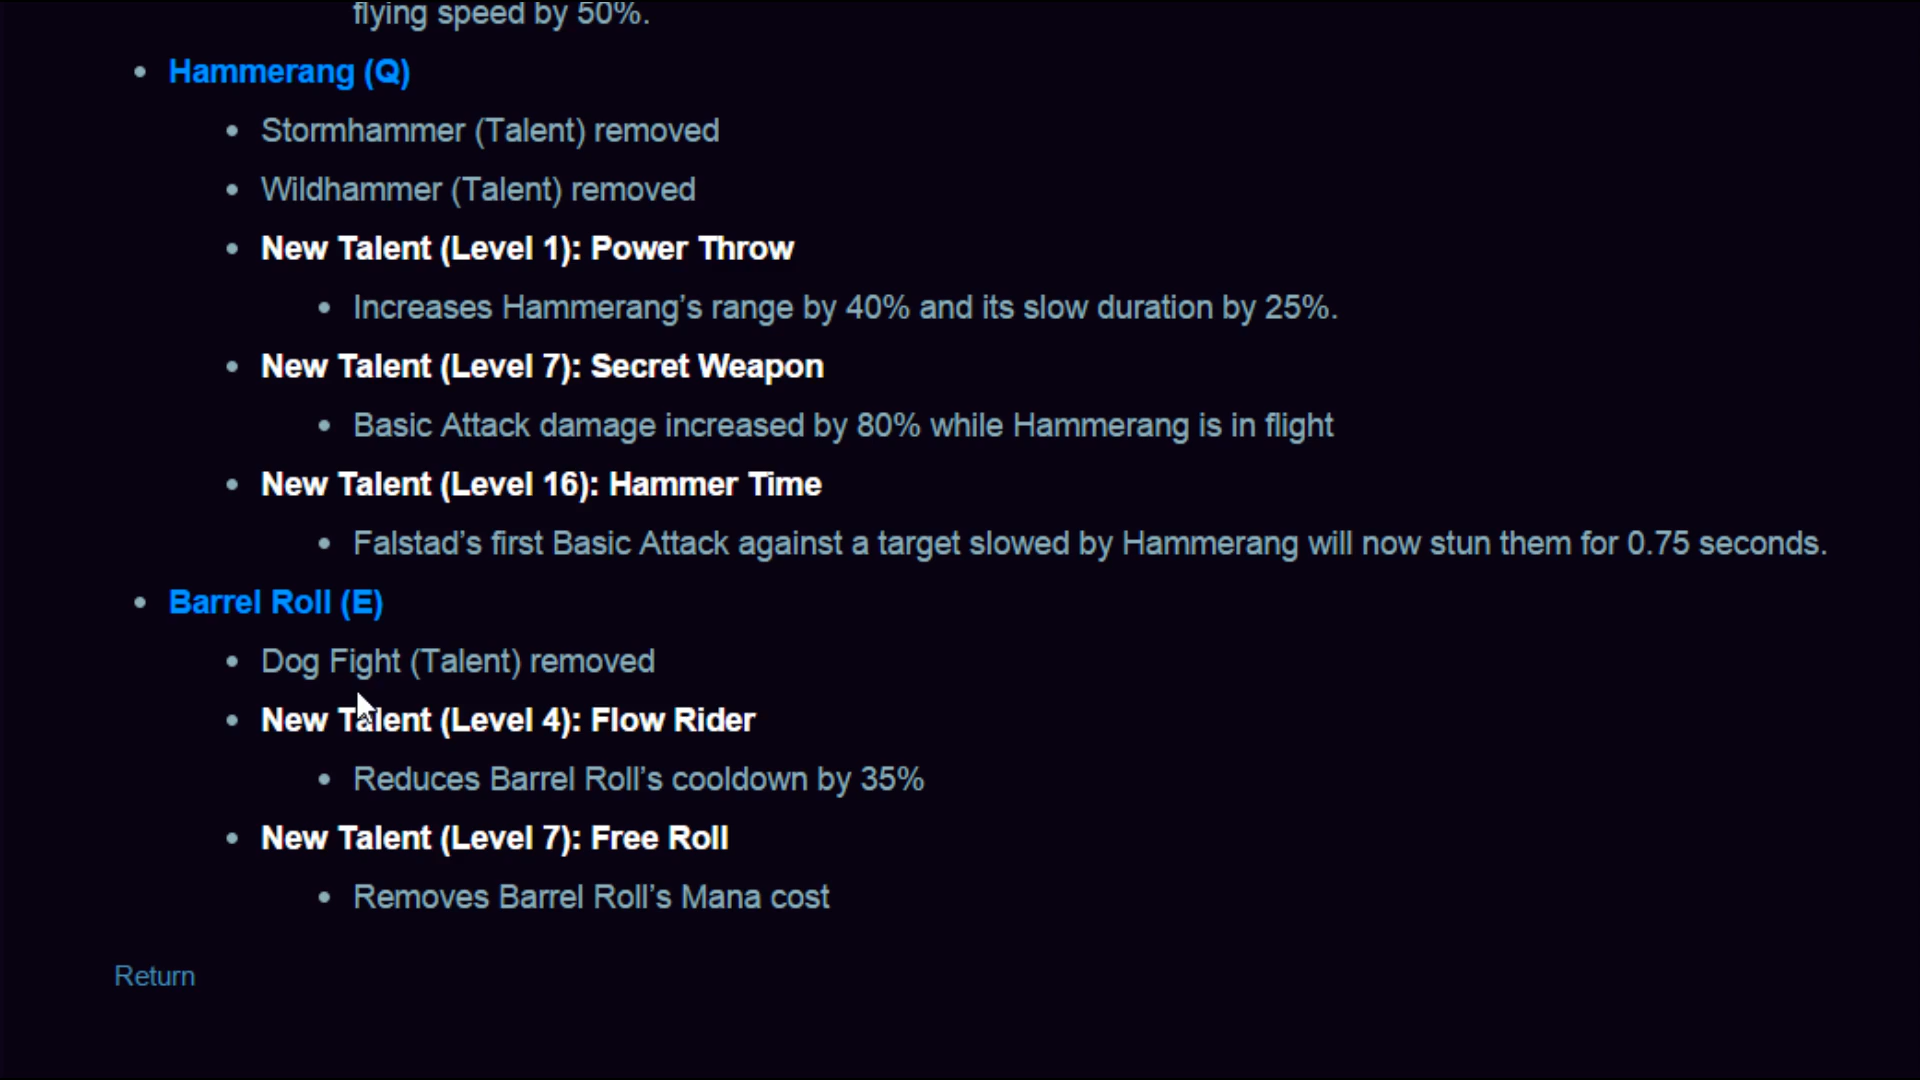 flying speed by 50%.
Hammerang (Q)
Stormhammer (Talent) removed
Wildhammer (Talent) removed
New Talent (Level 1): Power Throw
Increases Hammerang’s range by 40% and its slow duration by 25%.
New Talent (Level 7): Secret Weapon
Basic Attack damage increased by 80% while Hammerang is in flight
New Talent (Level 16): Hammer Time
Falstad’s first Basic Attack against a target slowed by Hammerang will now stun them for 0.75 seconds.
Barrel Roll (E)
Dog Fight (Talent) removed
New Talent (Level 4): Flow Rider
Reduces Barrel Roll’s cooldown by 35%
New Talent (Level 7): Free Roll
Removes Barrel Roll’s Mana cost
Return